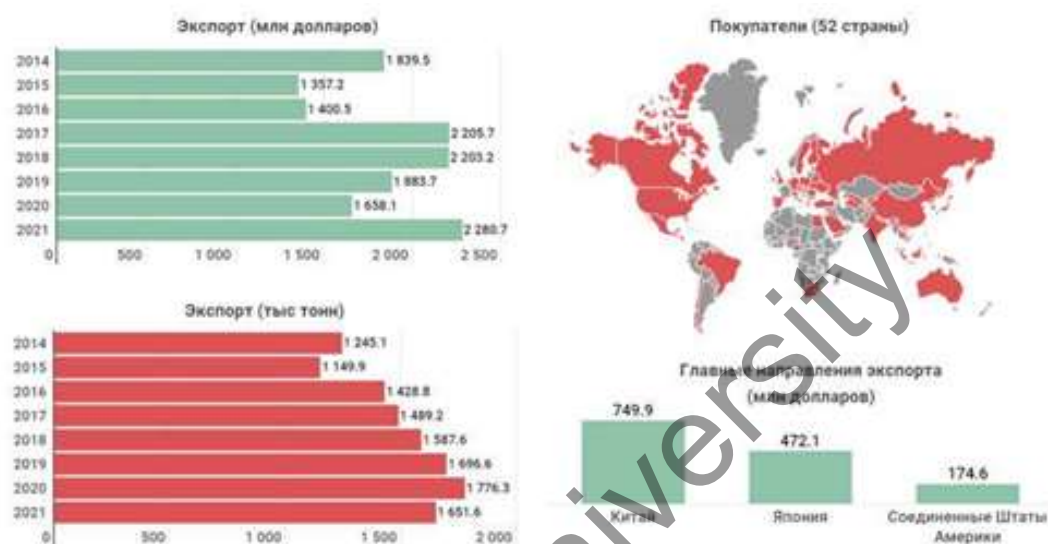 Экспорт (млн долларов)
2014 1 839.5
2015 1 357.2
2016 1 400.5
2017 2 205.7
2018 2 203.2
2019 1 883.7
2020 1 658.1
2021 2 280.7
0 500 1 000 1 500 2 000 2 500
Экспорт (тыс тонн)
2014 1 245.1
2015 1 149.9
2016 1 428.8
2017 1 489.2
2018 1 587.6
2019 1 696.6
2020 1 776.3
2021 1 651.6
0 500 1 000 1 500 2 000
Покупатели (52 страны)
Главные направления экспорта
(млн долларов)
749.9 472.1 174.6
Китай Япония Соединенные Штаты
Америки
university